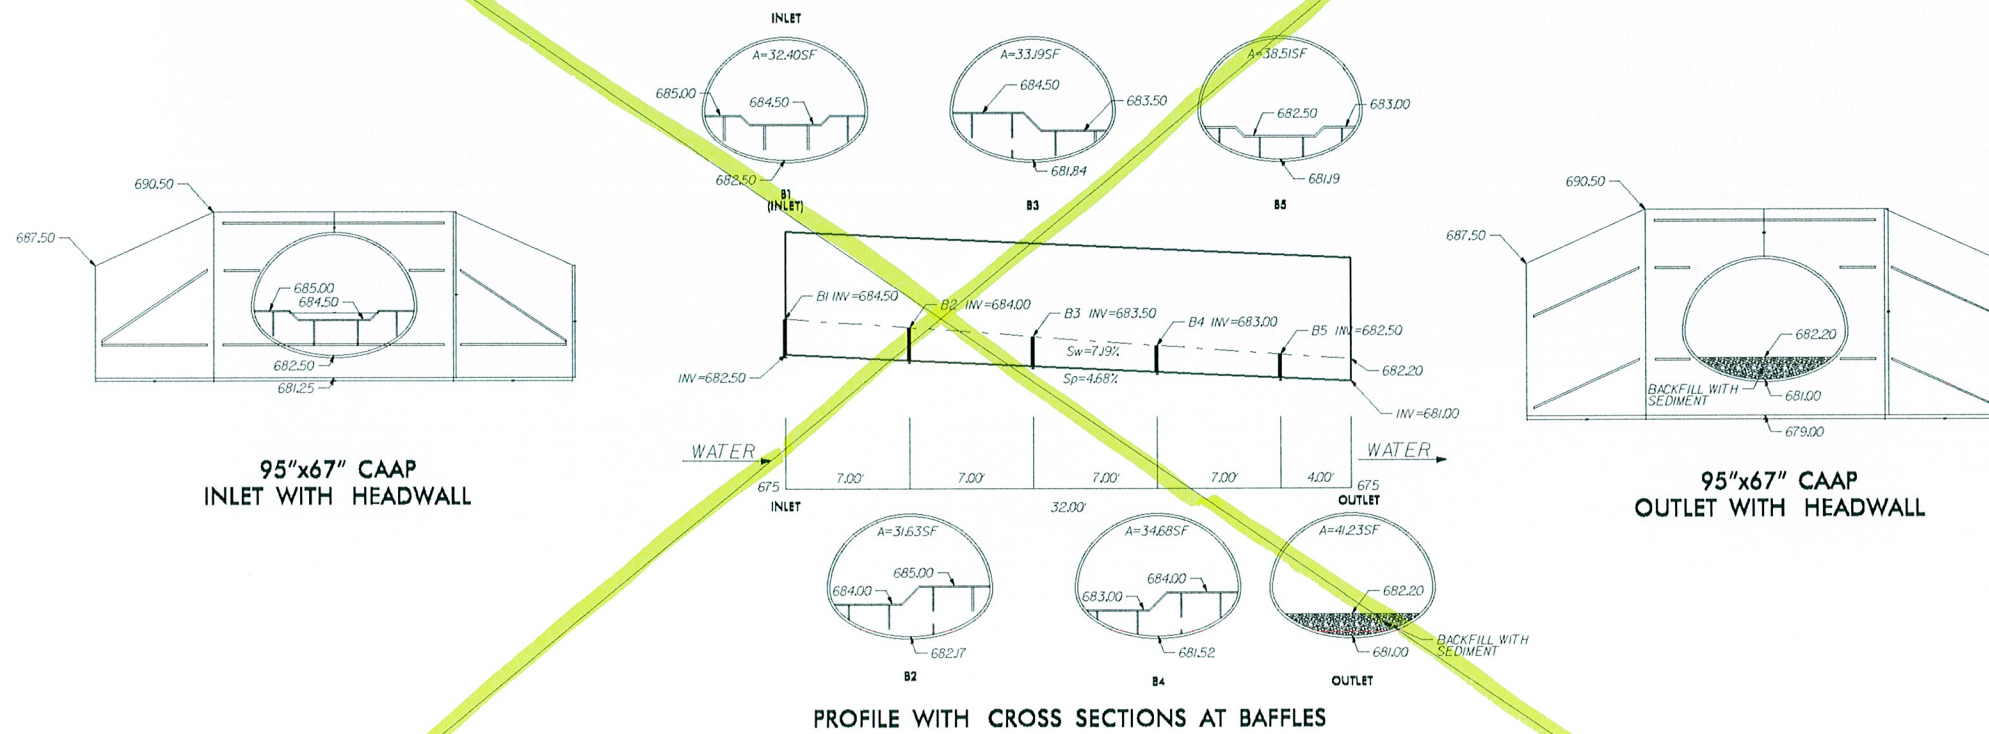 690.50
687.50
685.00
684.50
682.50
681.25
95"x67" CAAP
INLET WITH HEADWALL
INLET
A=32.40SF
685.00
684.50
682.50
B1
(INLET)
A=33.19SF
684.50
683.50
681.84
B3
A=38.51SF
682.50
683.00
681.19
B5
B1 INV=684.50
B2 INV=684.00
B3 INV=683.50
B4 INV=683.00
B5 INV=682.50
Sw=7.19%
Sp=4.68%
682.20
INV=682.50
INV=681.00
WATER
WATER
675
7.00'
7.00'
7.00'
7.00'
4.00'
675
INLET
32.00'
OUTLET
A=31.63SF
684.00
685.00
682.17
B2
A=34.68SF
683.00
684.00
681.52
B4
A=41.23SF
682.20
BACKFILL WITH
SEDIMENT
681.00
OUTLET
PROFILE WITH CROSS SECTIONS AT BAFFLES
690.50
687.50
682.20
BACKFILL WITH
SEDIMENT
681.00
679.00
95"x67" CAAP
OUTLET WITH HEADWALL